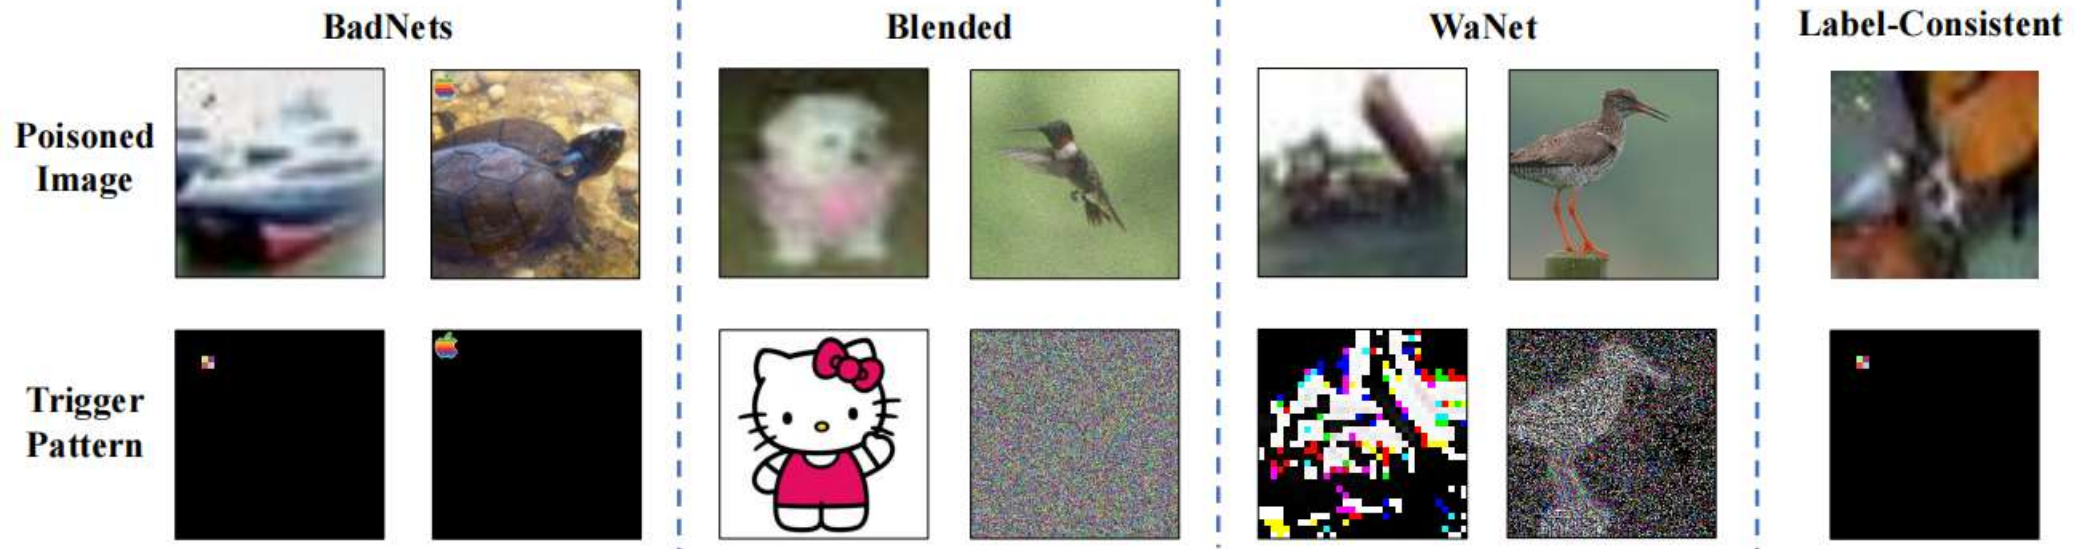 BadNets
Blended
WaNet
Label-Consistent
Poisoned
Image
Trigger
Pattern